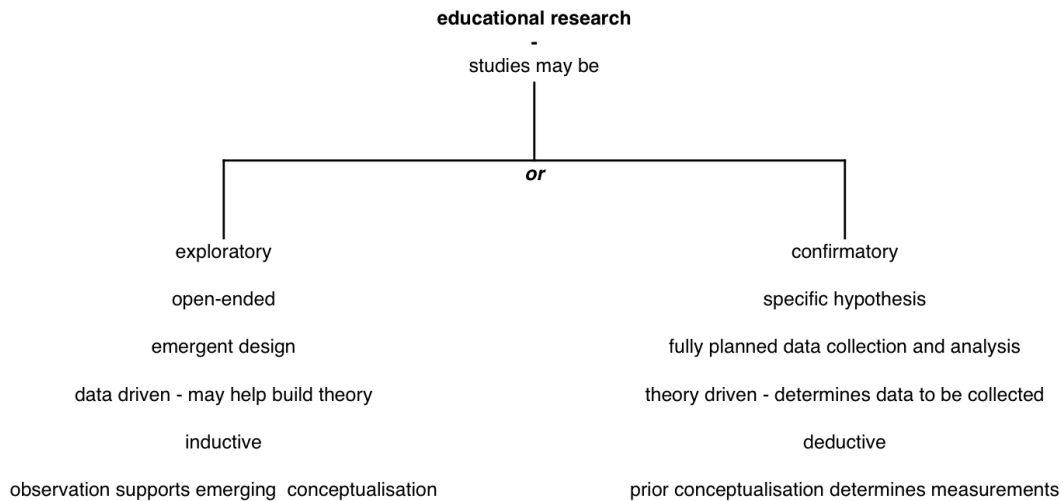 educational research
-
studies may be
or
exploratory
confirmatory
open-ended
specific hypothesis
emergent design
fully planned data collection and analysis
data driven - may help build theory
theory driven - determines data to be collected
inductive
deductive
observation supports emerging  conceptualisation
prior conceptualisation determines measurements